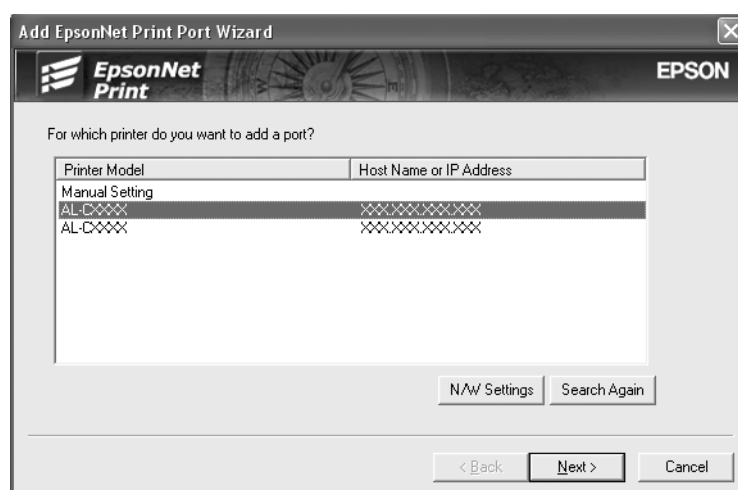 Add EpsonNet Print Port Wizard
EpsonNet
Print
EPSON
For which printer do you want to add a port?
Printer Model Host Name or IP Address
Manual Setting
AL-CXXXX XXX.XXX.XXX.XXX
AL-CXXXX XXX.XXX.XXX.XXX
N/W Settings Search Again
< Back Next > Cancel